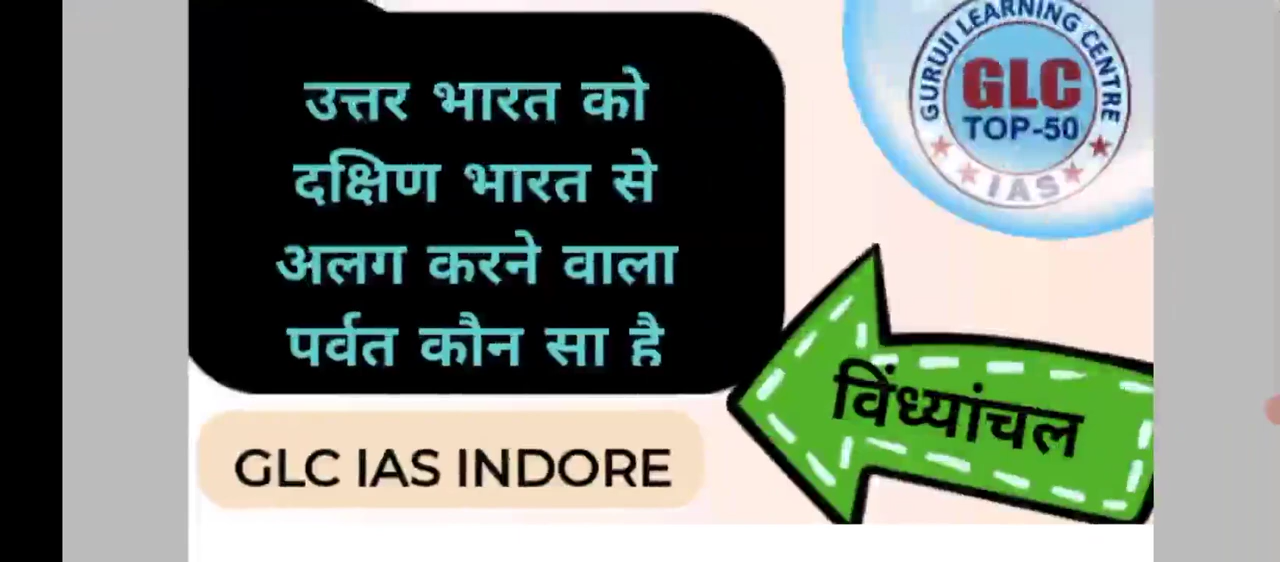 उत्तर भारत को
दक्षिण भारत से
अलग करने वाला
पर्वत कौन सा है
GURUJI LEARNING CENTRE
GLC
TOP-50
IAS
विंध्यांचल
GLC IAS INDORE